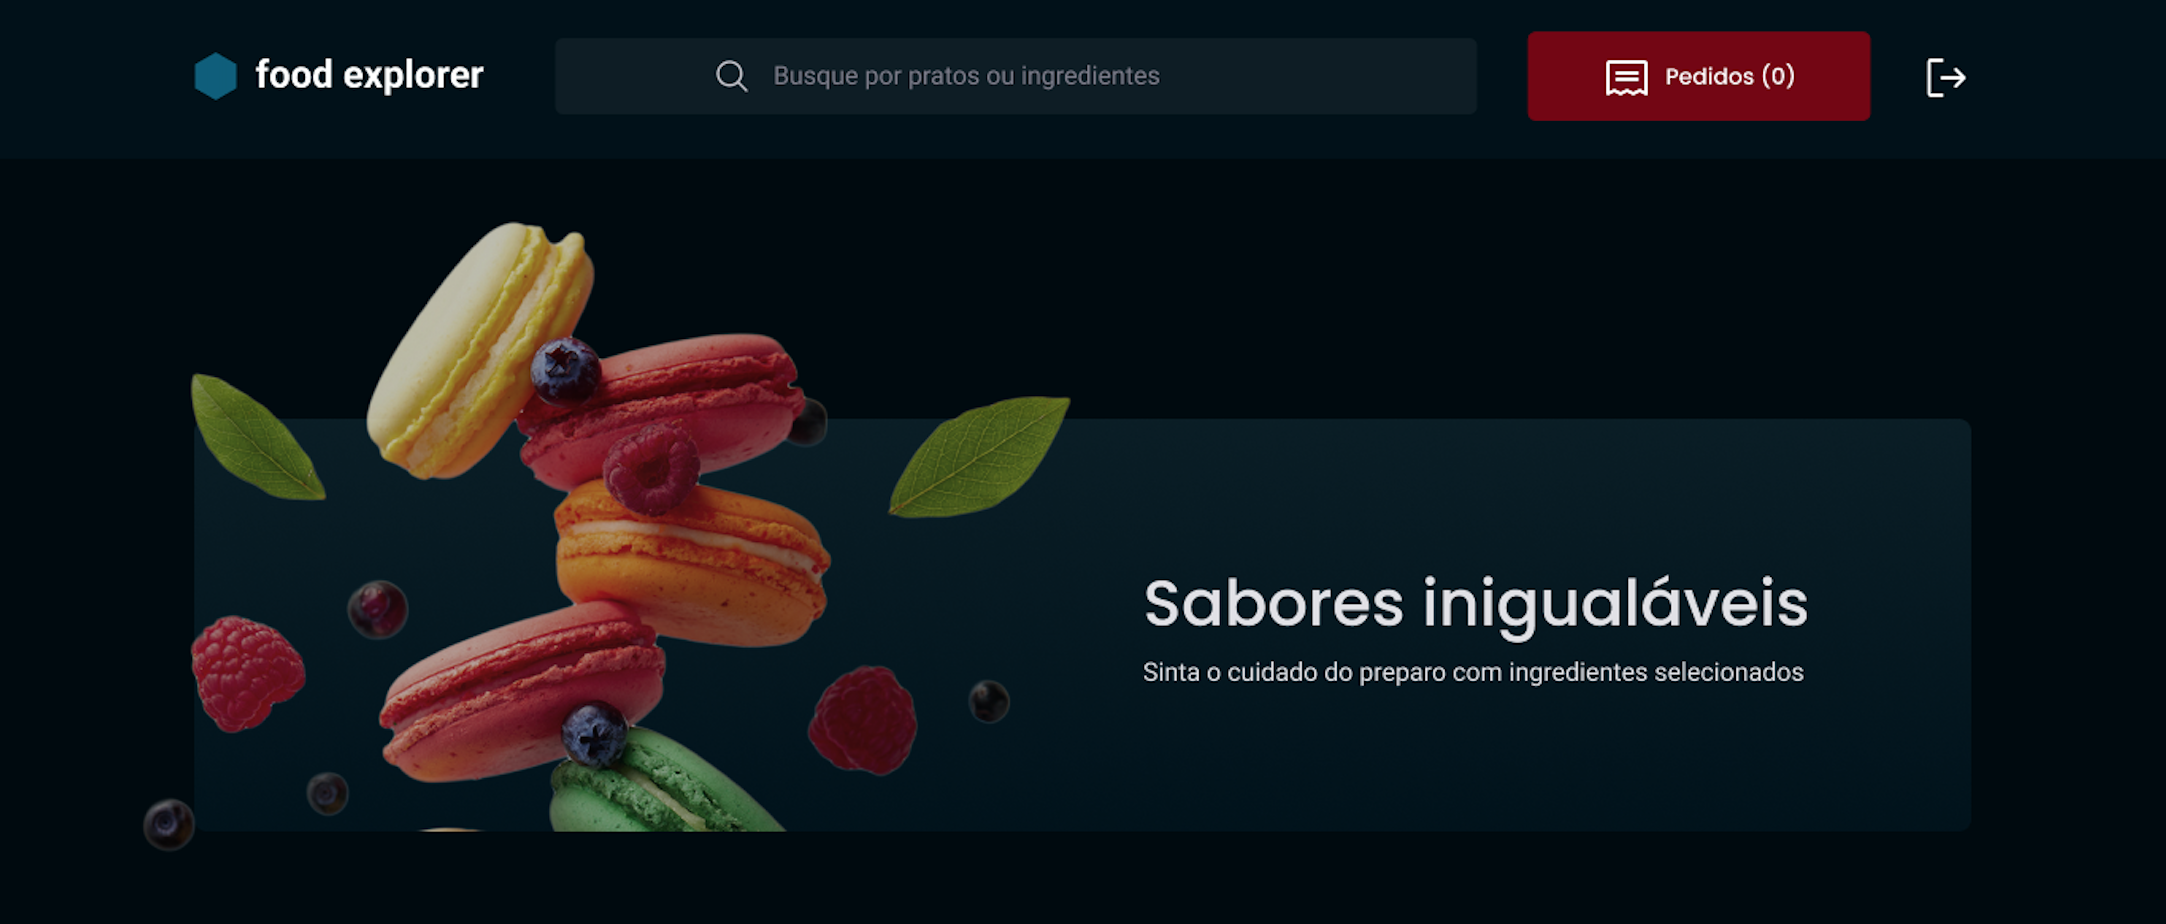 food explorer
Busque por pratos ou ingredientes
Pedidos (0)
Sabores inigualáveis
Sinta o cuidado do preparo com ingredientes selecionados